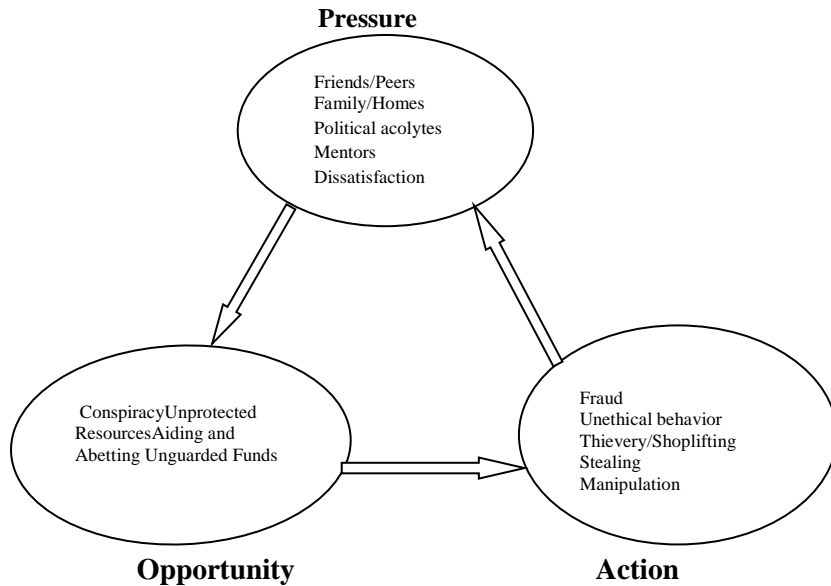 Pressure
Friends/Peers
Family/Homes
Political acolytes
Mentors
Dissatisfaction
ConspiracyUnprotected
ResourcesAiding and
Abetting Unguarded Funds
Opportunity
Fraud
Unethical behavior
Thievery/Shoplifting
Stealing
Manipulation
Action